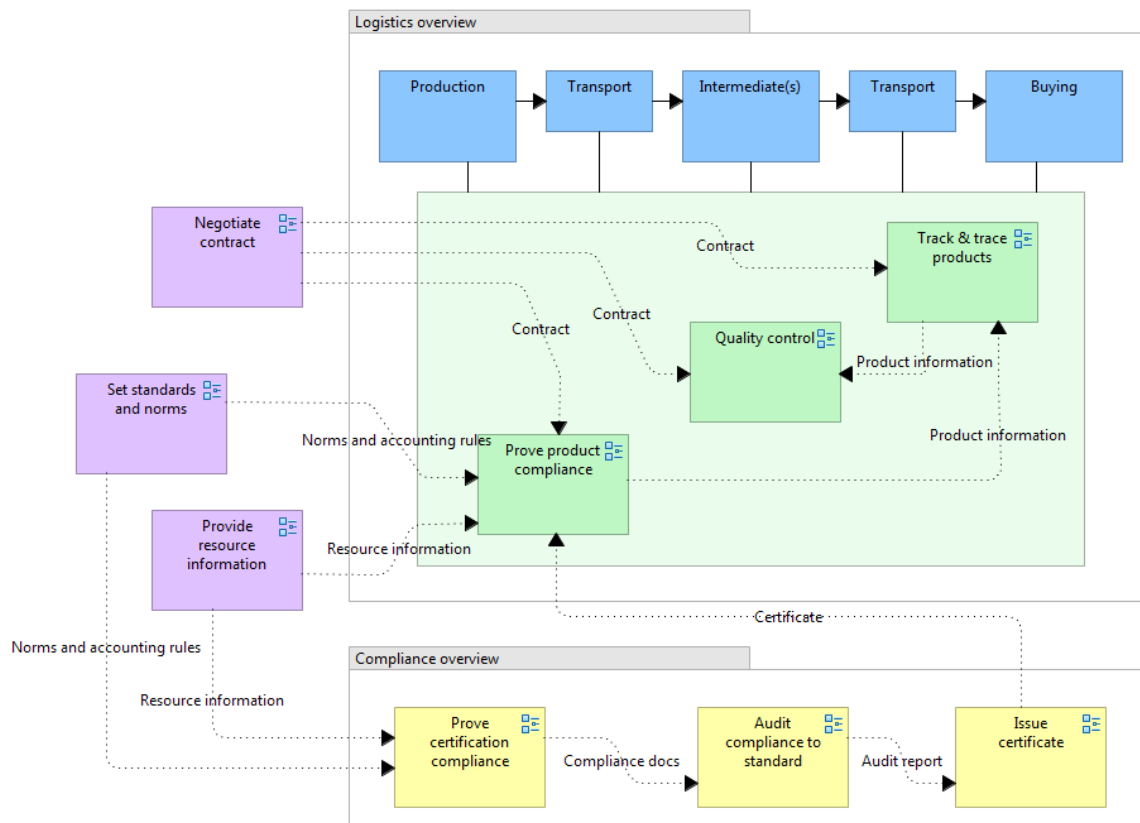 Logistics overview
Production
Transport
Intermediate(s)
Transport
Buying
Negotiate
contract
Track & trace
products
Contract
Contract
Contract
Quality control
Product information
Set standards
and norms
Norms and accounting rules
Product information
Prove product
compliance
Provide
resource
information
Resource information
Certificate
Norms and accounting rules
Compliance overview
Resource information
Prove
certification
compliance
Compliance docs
Audit
compliance to
standard
Audit report
Issue
certificate